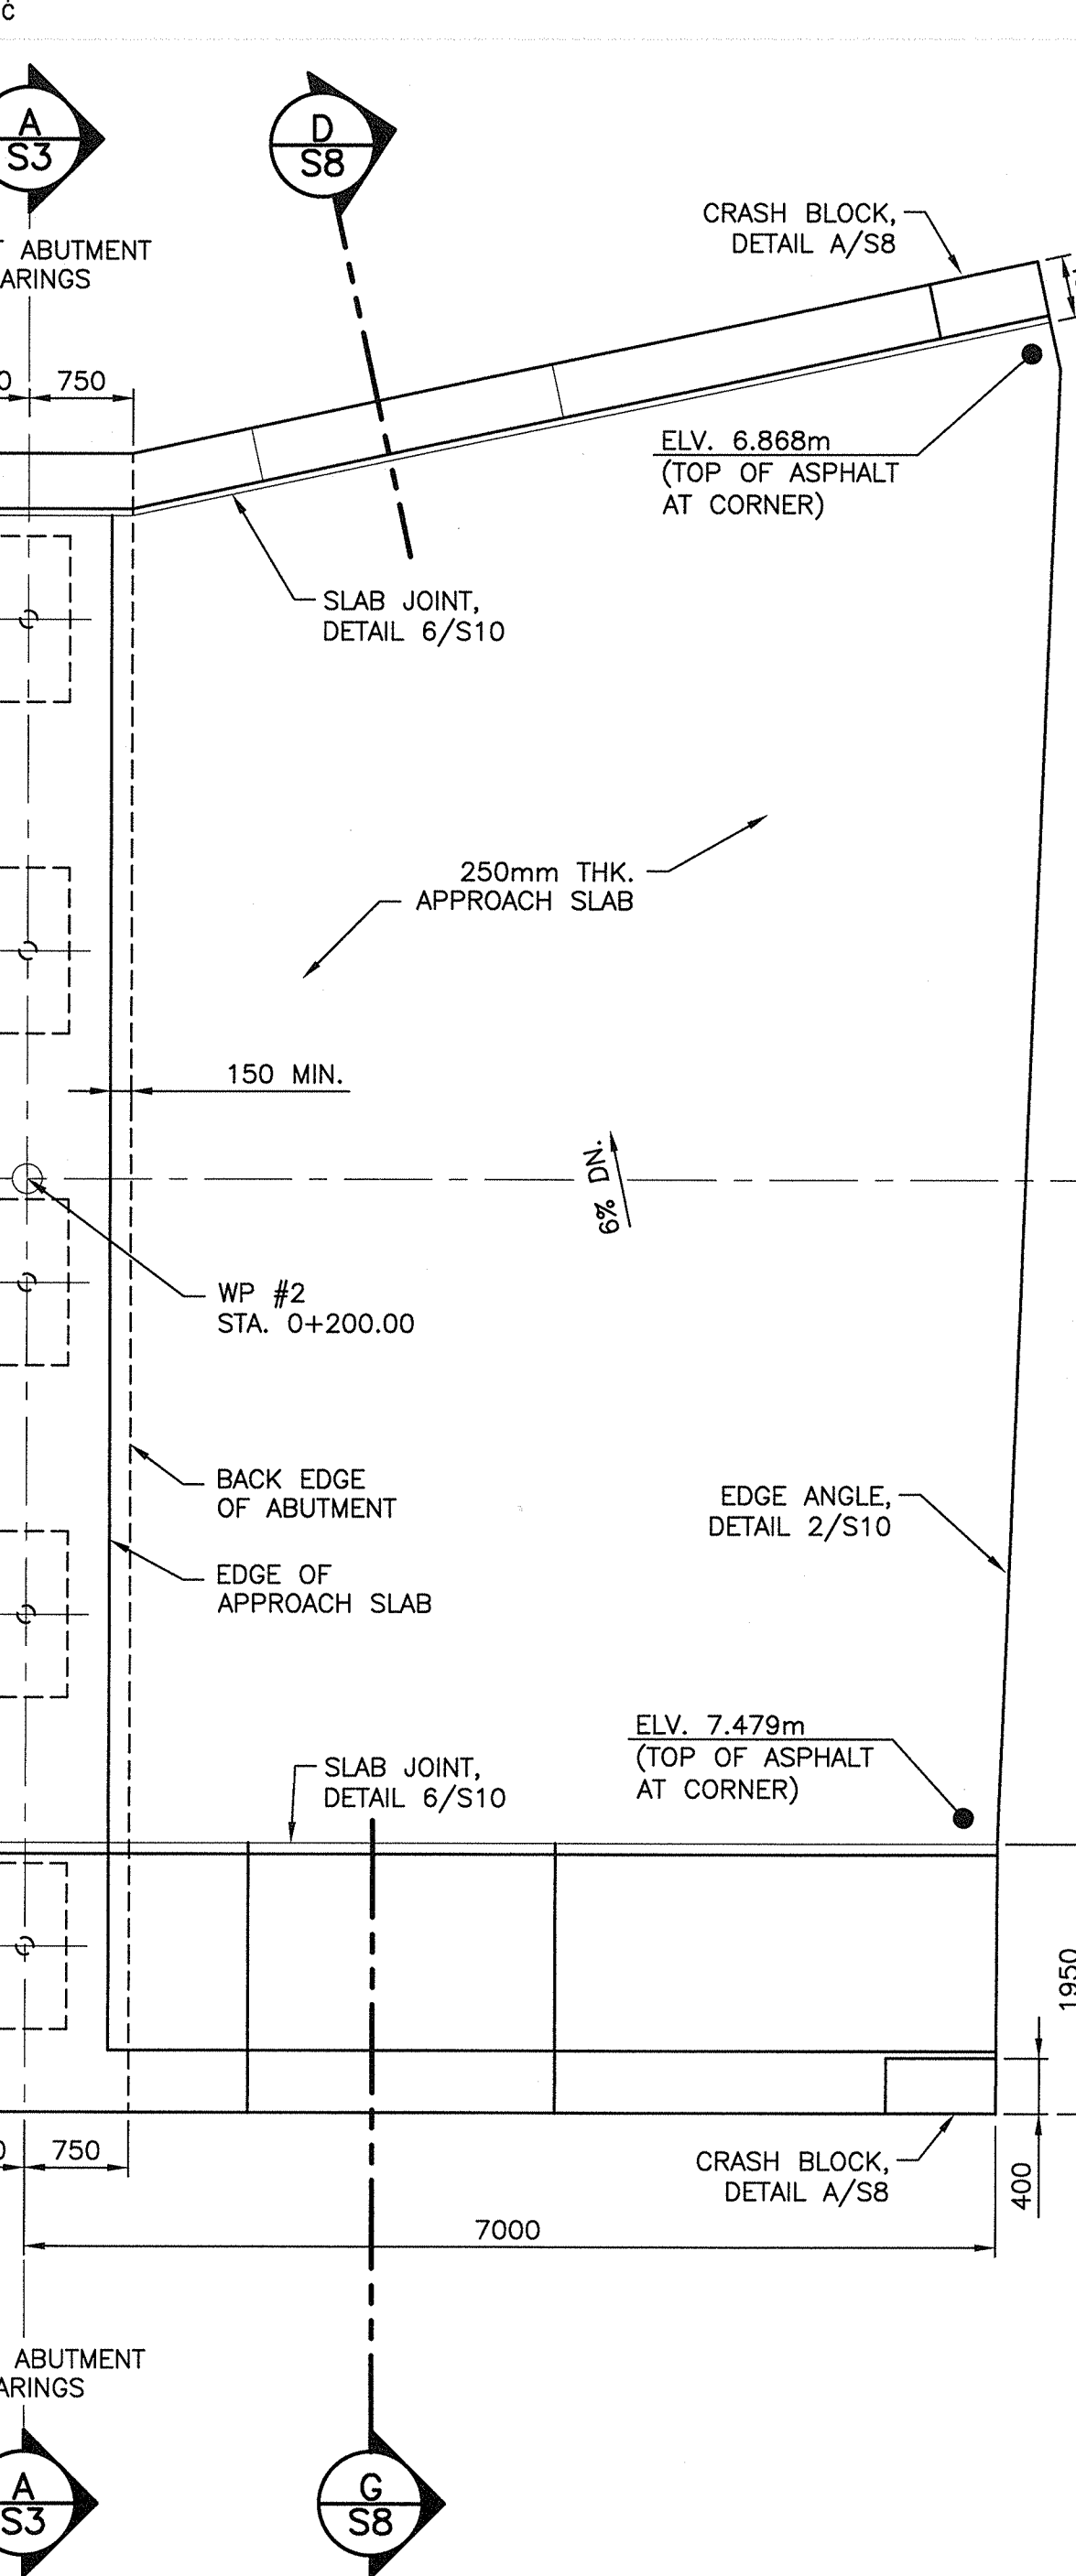 A
S3
D
S8
CRASH BLOCK,
DETAIL A/S8
ABUTMENT
750
ELV. 6.868m
(TOP OF ASPHALT
AT CORNER)
SLAB JOINT,
DETAIL 6/S10
250mm THK.
APPROACH SLAB
150 MIN.
6% DN.
WP #2
STA. 0+200.00
BACK EDGE
OF ABUTMENT
EDGE ANGLE,
DETAIL 2/S10
EDGE OF
APPROACH SLAB
ELV. 7.479m
(TOP OF ASPHALT
AT CORNER)
SLAB JOINT,
DETAIL 6/S10
1950
750
CRASH BLOCK,
DETAIL A/S8
400
7000
ABUTMENT
A
S3
G
S8